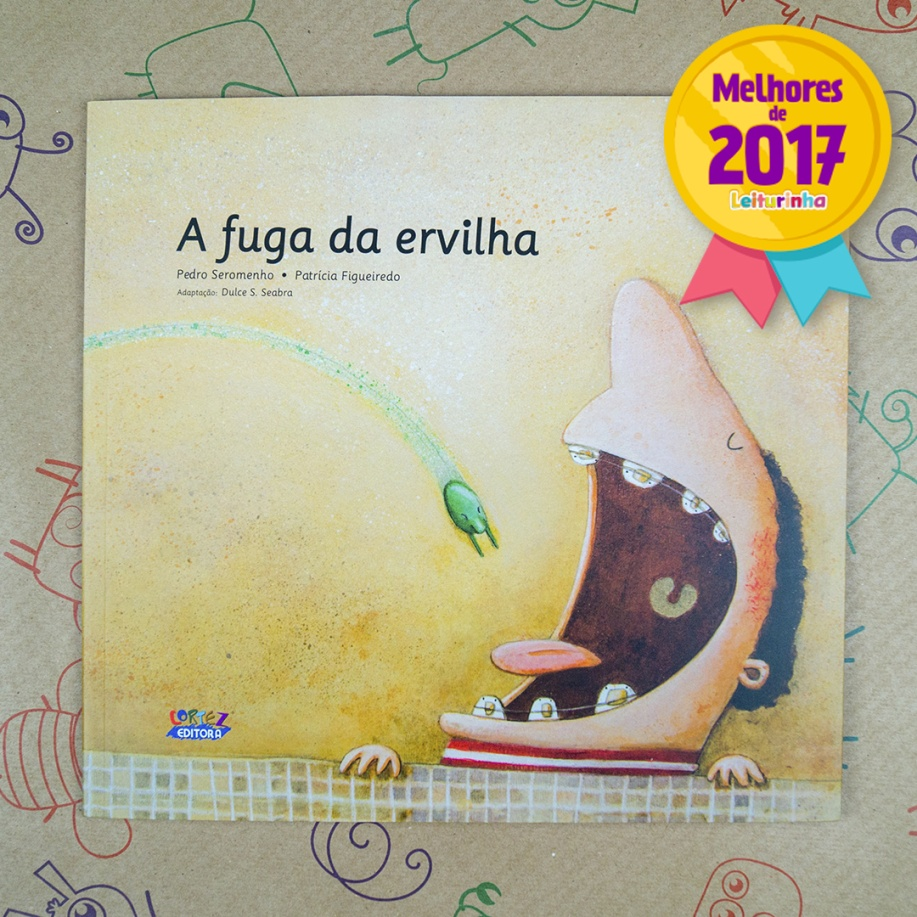 Melhores
de
2017
Leiturinha
A fuga da ervilha
Pedro Seromenho • Patrícia Figueiredo
Adaptação: Dulce S. Seabra
CORTEZ
EDITORA